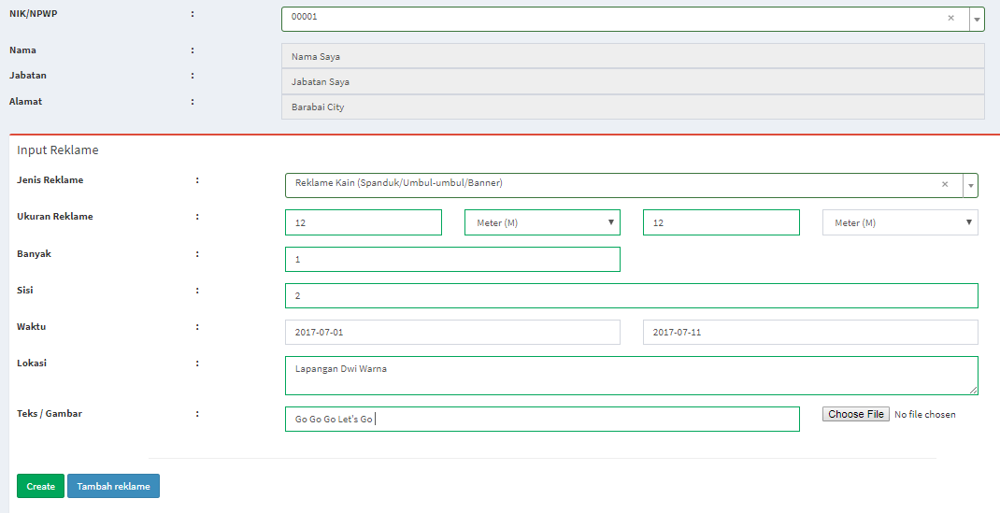 NIK/NPWP : 00001 ×
Nama : Nama Saya
Jabatan : Jabatan Saya
Alamat : Barabai City
Input Reklame
Jenis Reklame : Reklame Kain (Spanduk/Umbul-umbul/Banner) ×
Ukuran Reklame : 12 Meter (M) 12 Meter (M)
Banyak : 1
Sisi : 2
Waktu : 2017-07-01 2017-07-11
Lokasi : Lapangan Dwi Warna
Teks / Gambar : Go Go Go Let's Go Choose File No file chosen
Create Tambah reklame